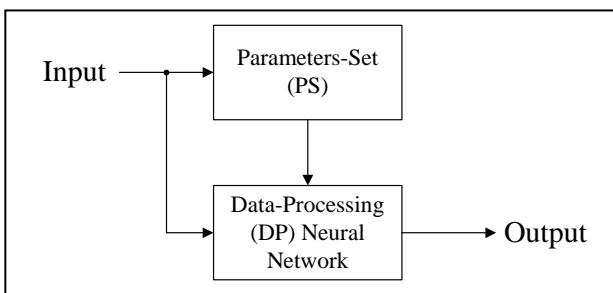 Parameters-Set
(PS)
Input
Data-Processing
(DP) Neural
Network
Output